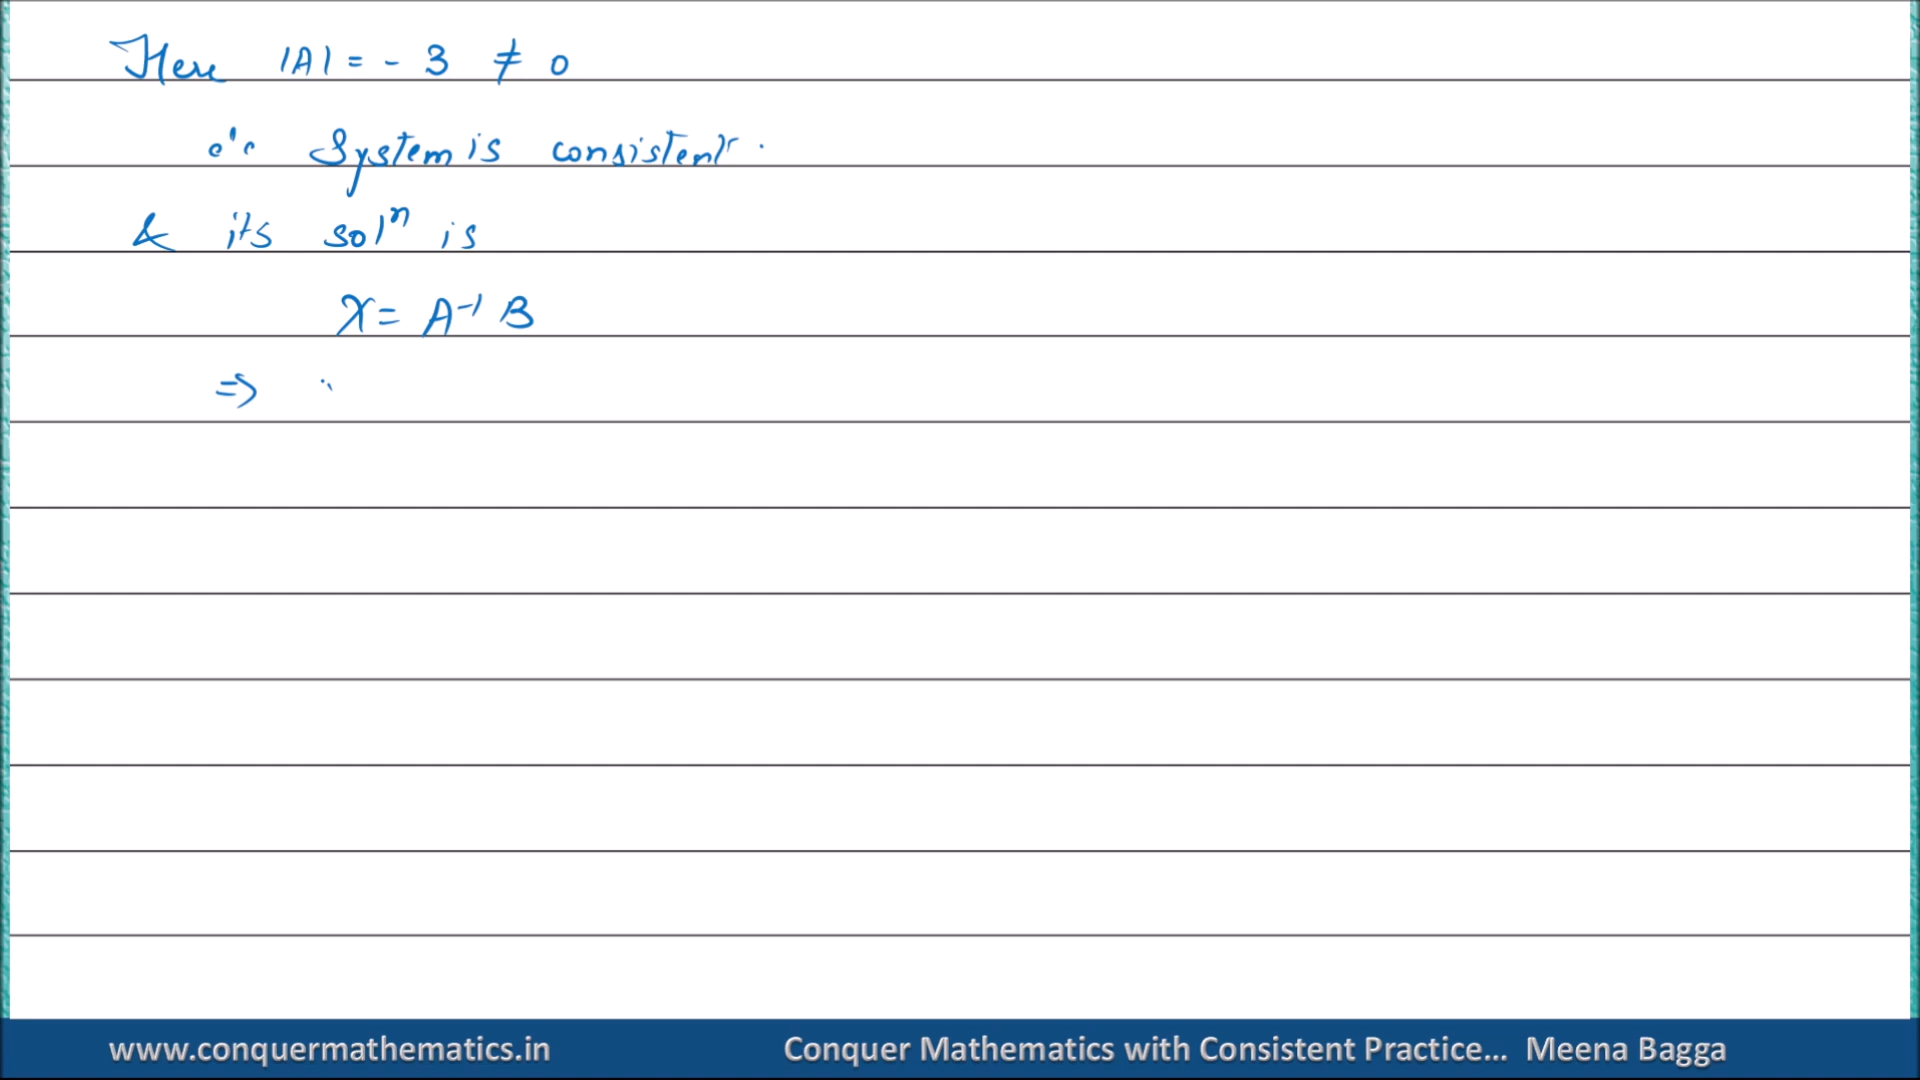 Here |A| = - 3 ≠ 0
∴ System is consistent.
& its solⁿ is
X = A⁻¹ B
⇒
www.conquermathematics.in Conquer Mathematics with Consistent Practice... Meena Bagga